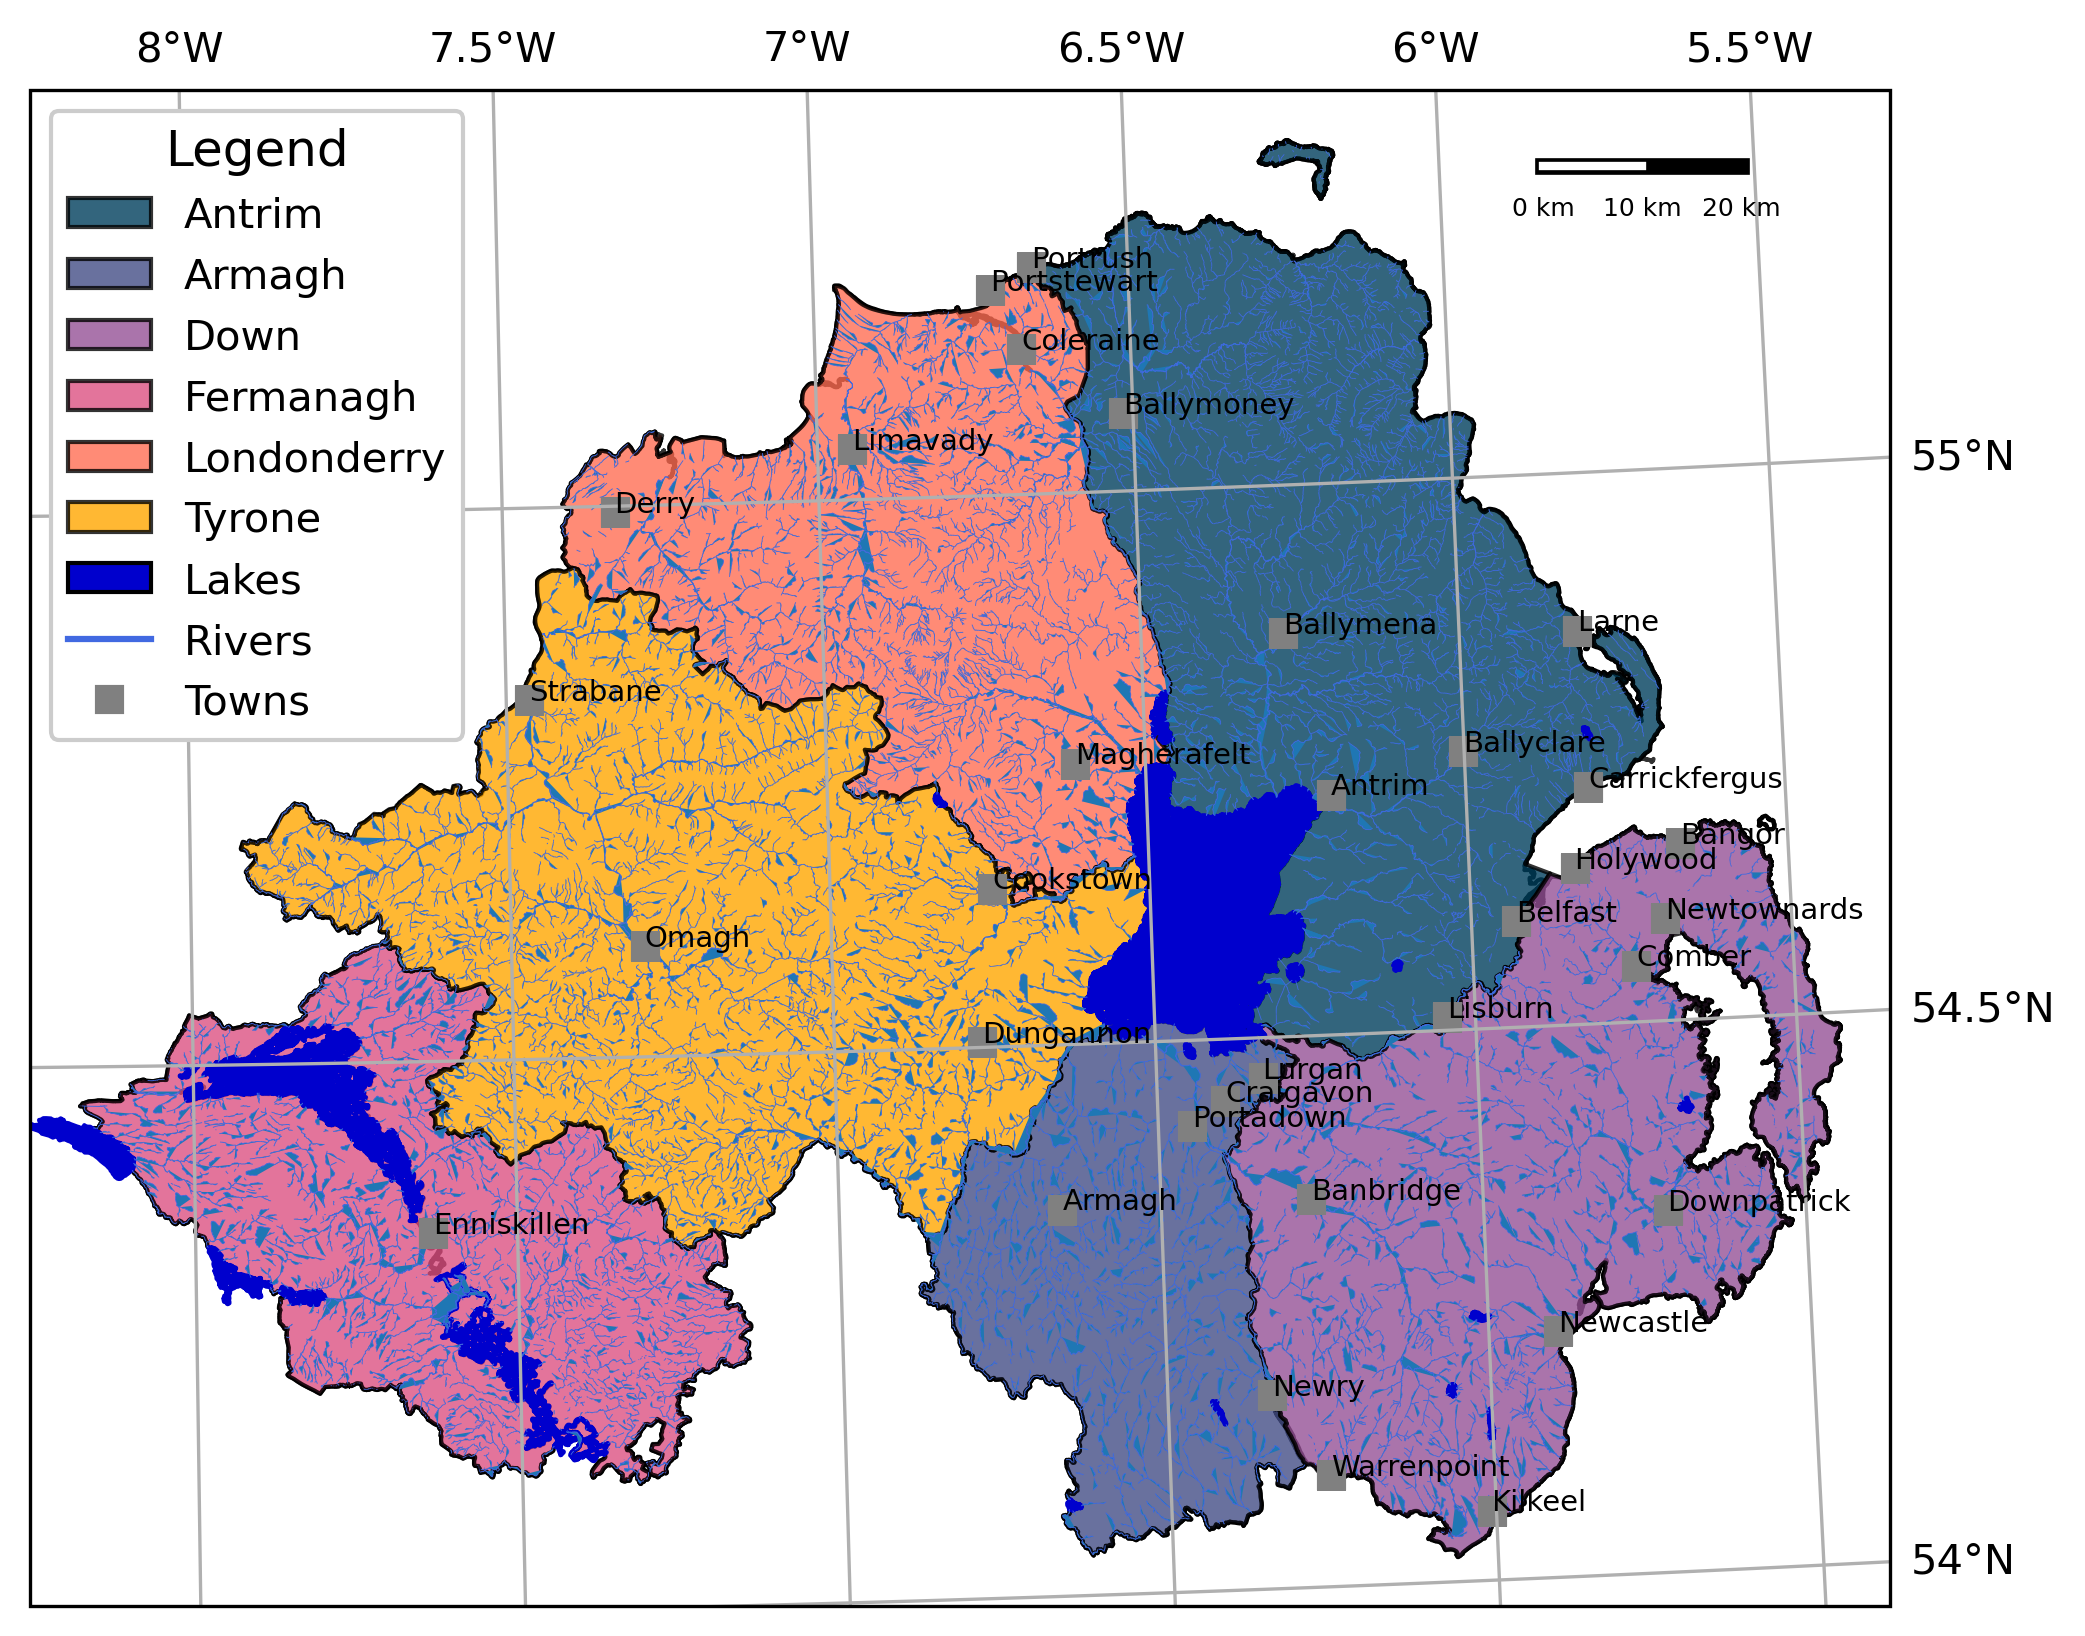 8°W 7.5°W 7°W 6.5°W 6°W 5.5°W
Legend
Antrim
Armagh
Down
Fermanagh
Londonderry
Tyrone
Lakes
Rivers
Towns
0 km 10 km 20 km
Portrush
Portstewart
Coleraine
Ballymoney
Limavady
55°N
Derry
Ballymena
Larne
Strabane
Ballyclare
Magherafelt
Carrickfergus
Antrim
Bangor
Holywood
Cookstown
Newtownards
Belfast
Omagh
Comber
54.5°N
Lisburn
Dungannon
Lurgan
Craigavon
Portadown
Banbridge
Armagh
Downpatrick
Enniskillen
Newcastle
Newry
Warrenpoint
Kilkeel
54°N